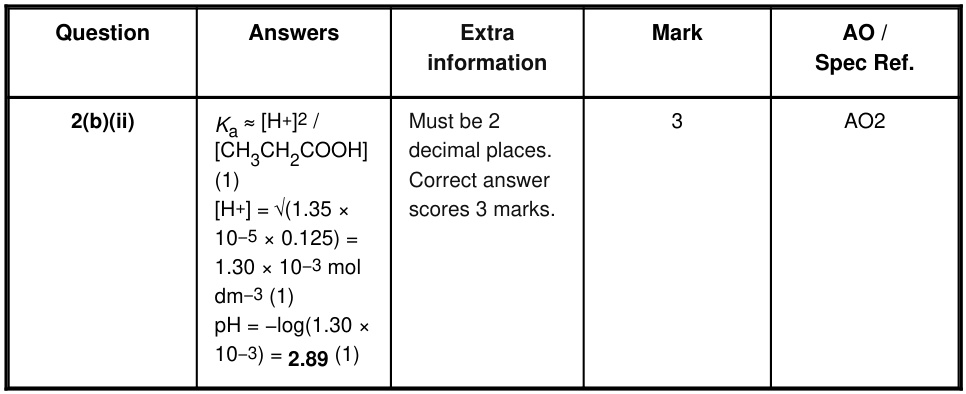 Question
Answers
Extra
information
Mark
AO /
Spec Ref.
2(b)(ii)
Kₐ ≈ [H+]2 /
[CH₃CH₂COOH]
(1)
[H+] = √(1.35 ×
10−5 × 0.125) =
1.30 × 10−3 mol
dm−3 (1)
pH = −log(1.30 ×
10−3) = 2.89 (1)
Must be 2
decimal places.
Correct answer
scores 3 marks.
3
AO2